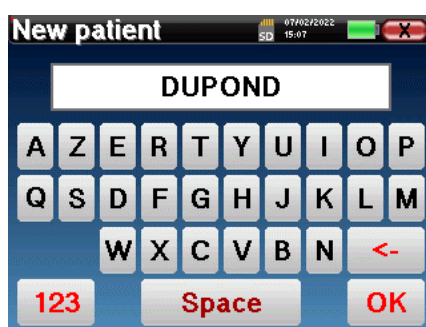 New patient
SD
07/02/2022
15:07
X
DUPOND
A Z E R T Y U I O P
Q S D F G H J K L M
W X C V B N <-
123 Space OK